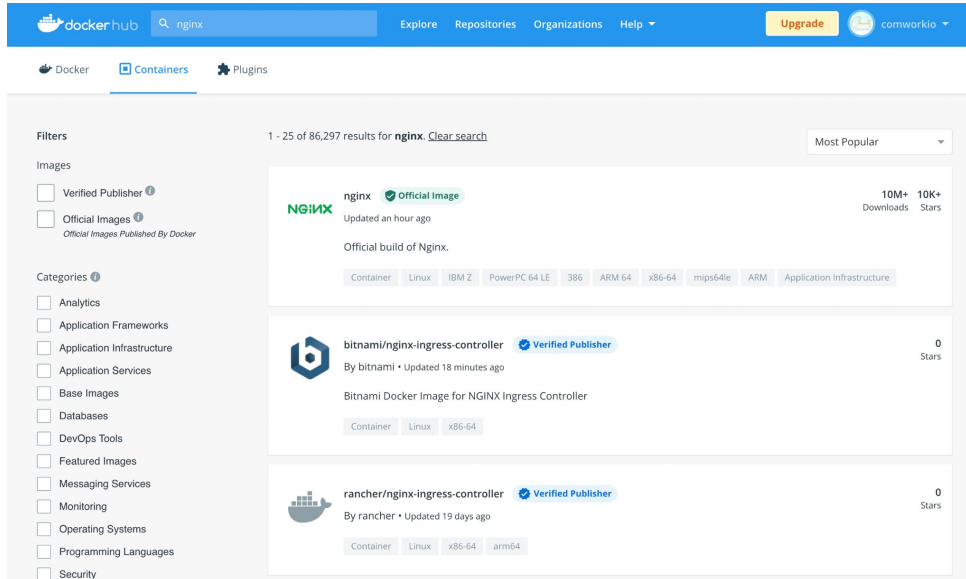 dockerhub nginx Explore Repositories Organizations Help Upgrade comworkio
Docker Containers Plugins
Filters
Images
Verified Publisher
Official Images
Official Images Published By Docker
Categories
Analytics
Application Frameworks
Application Infrastructure
Application Services
Base Images
Databases
DevOps Tools
Featured Images
Messaging Services
Monitoring
Operating Systems
Programming Languages
Security
1 - 25 of 86,297 results for nginx. Clear search
Most Popular
NGINX
nginx Official Image
Updated an hour ago
10M+ 10K+
Downloads Stars
Official build of Nginx.
Container Linux IBM Z PowerPC 64 LE 386 ARM 64 x86-64 mips64le ARM Application Infrastructure
bitnami/nginx-ingress-controller Verified Publisher
By bitnami • Updated 18 minutes ago
0
Stars
Bitnami Docker Image for NGINX Ingress Controller
Container Linux x86-64
rancher/nginx-ingress-controller Verified Publisher
By rancher • Updated 19 days ago
0
Stars
Container Linux x86-64 arm64